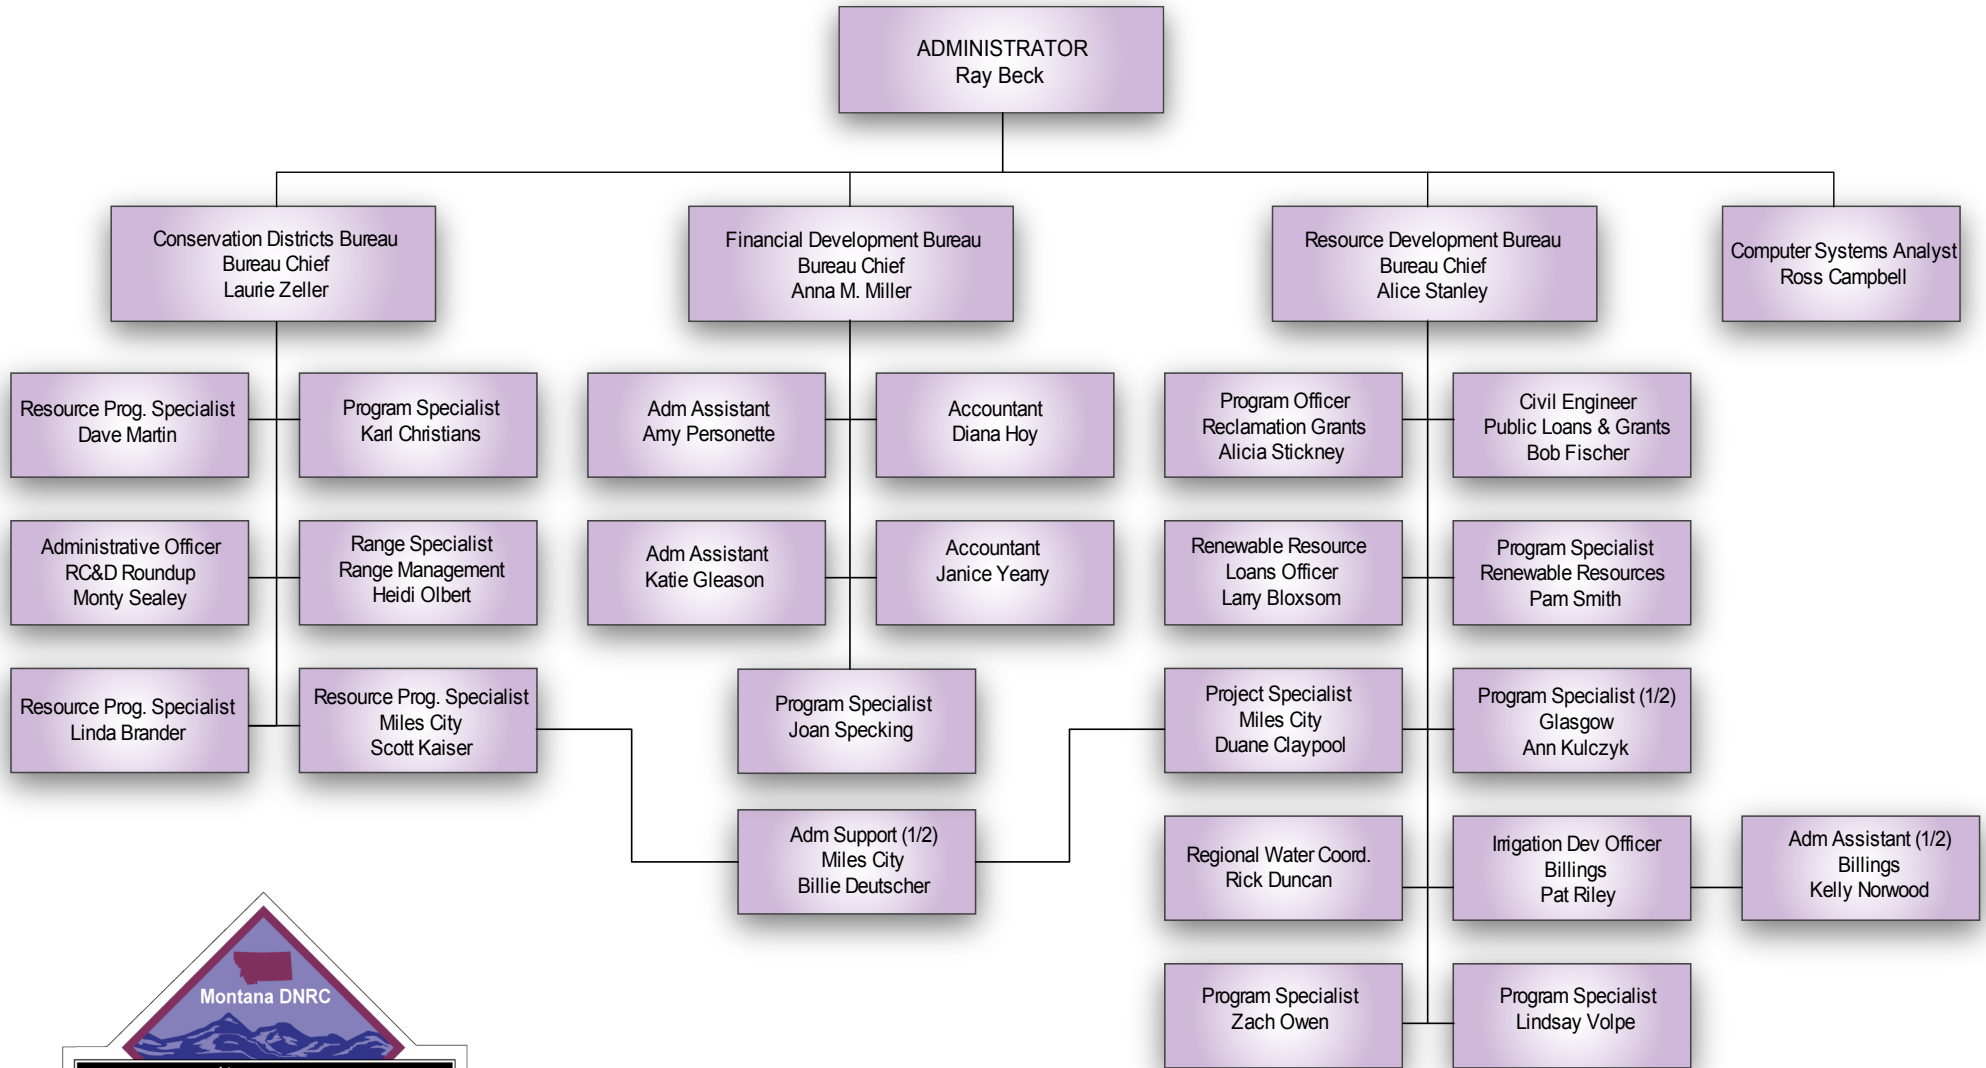 ADMINISTRATOR
Ray Beck
Conservation Districts Bureau
Bureau Chief
Laurie Zeller
Financial Development Bureau
Bureau Chief
Anna M. Miller
Resource Development Bureau
Bureau Chief
Alice Stanley
Computer Systems Analyst
Ross Campbell
Resource Prog. Specialist
Dave Martin
Program Specialist
Karl Christians
Adm Assistant
Amy Personette
Accountant
Diana Hoy
Program Officer
Reclamation Grants
Alicia Stickney
Civil Engineer
Public Loans & Grants
Bob Fischer
Administrative Officer
RC&D Roundup
Monty Sealey
Range Specialist
Range Management
Heidi Olbert
Adm Assistant
Katie Gleason
Accountant
Janice Yearry
Renewable Resource
Loans Officer
Larry Bloxsom
Program Specialist
Renewable Resources
Pam Smith
Resource Prog. Specialist
Linda Brander
Resource Prog. Specialist
Miles City
Scott Kaiser
Program Specialist
Joan Specking
Project Specialist
Miles City
Duane Claypool
Program Specialist (1/2)
Glasgow
Ann Kulczyk
Adm Support (1/2)
Miles City
Billie Deutscher
Regional Water Coord.
Rick Duncan
Irrigation Dev Officer
Billings
Pat Riley
Adm Assistant (1/2)
Billings
Kelly Norwood
Program Specialist
Zach Owen
Program Specialist
Lindsay Volpe
Montana DNRC